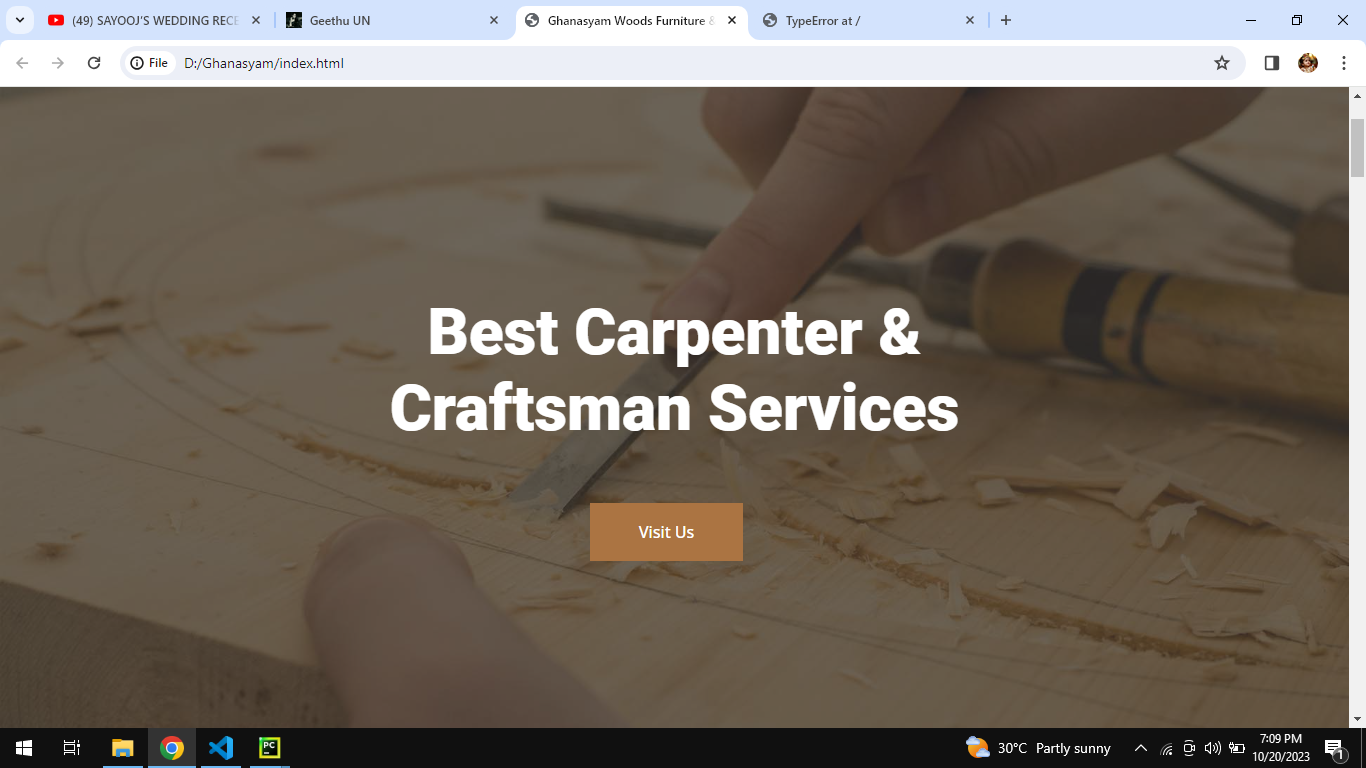 (49) SAYOOJ'S WEDDING RECE
Geethu UN
Ghanasyam Woods Furniture &
TypeError at /
File
D:/Ghanasyam/index.html
Best Carpenter &
Craftsman Services
Visit Us
PC
30°C Partly sunny
7:09 PM
10/20/2023
1